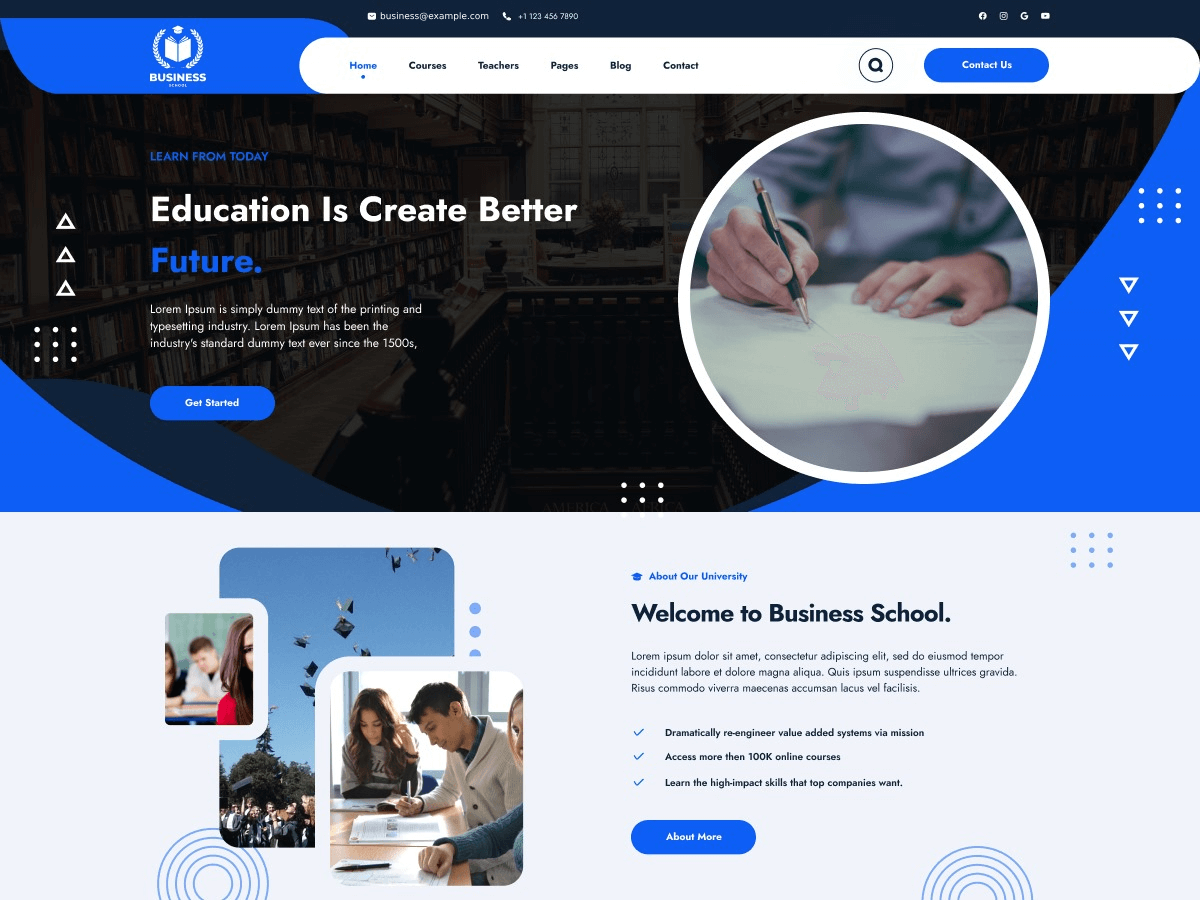 business@example.com
+1 123 456 7890
BUSINESS
SCHOOL
Home
Courses
Teachers
Pages
Blog
Contact
Contact Us
LEARN FROM TODAY
Education Is Create Better
Future.
Lorem Ipsum is simply dummy text of the printing and
typesetting industry. Lorem Ipsum has been the
industry's standard dummy text ever since the 1500s,
Get Started
AMERICA AFRICA
About Our University
Welcome to Business School.
Lorem ipsum dolor sit amet, consectetur adipiscing elit, sed do eiusmod tempor
incididunt labore et dolore magna aliqua. Quis ipsum suspendisse ultrices gravida.
Risus commodo viverra maecenas accumsan lacus vel facilisis.
Dramatically re-engineer value added systems via mission
Access more then 100K online courses
Learn the high-impact skills that top companies want.
About More